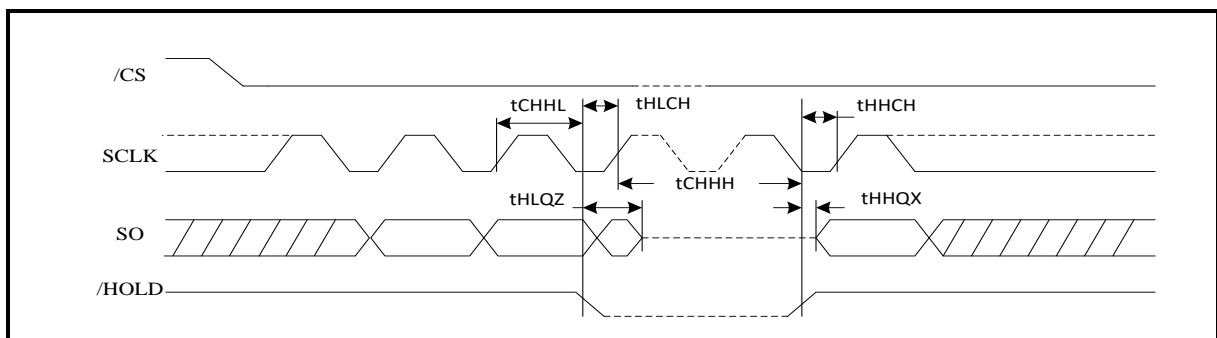 /CS
tCHHL
tHLCH
tHHCH
SCLK
tCHHH
tHLQZ
tHHQX
SO
/HOLD